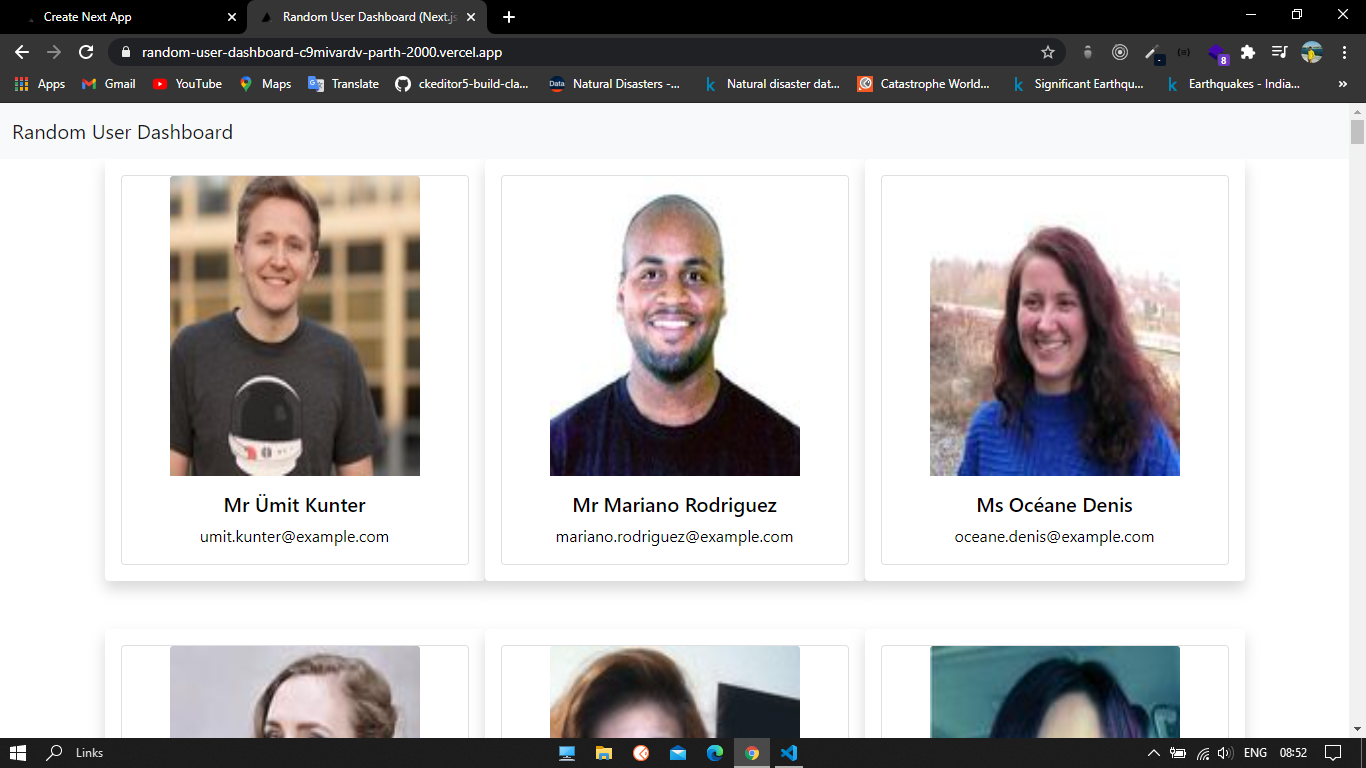 Create Next App
Random User Dashboard (Next.js
random-user-dashboard-c9mivardv-parth-2000.vercel.app
8
Apps Gmail YouTube Maps Translate ckeditor5-build-cla... Data Natural Disasters -... k Natural disaster dat... Catastrophe World... k Significant Earthqu... k Earthquakes - India... »
Random User Dashboard
Mr Ümit Kunter
umit.kunter@example.com
Mr Mariano Rodriguez
mariano.rodriguez@example.com
Ms Océane Denis
oceane.denis@example.com
Links ENG 08:52